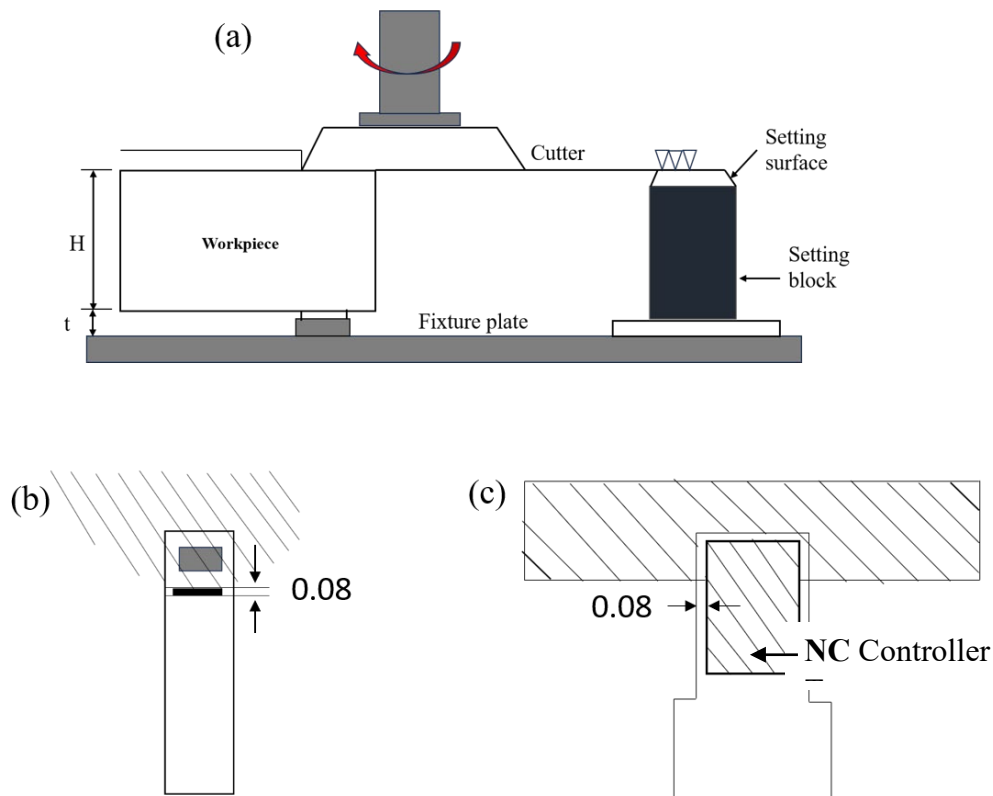 (a)
Cutter
Setting
surface
H
Workpiece
Setting
block
t
Fixture plate
(b)
0.08
(c)
0.08
NC Controller